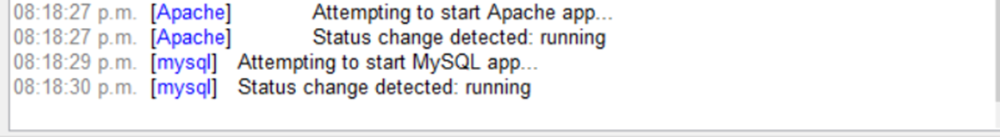 08:18:27 p.m. [Apache] Attempting to start Apache app...
08:18:27 p.m. [Apache] Status change detected: running
08:18:29 p.m. [mysql] Attempting to start MySQL app...
08:18:30 p.m. [mysql] Status change detected: running